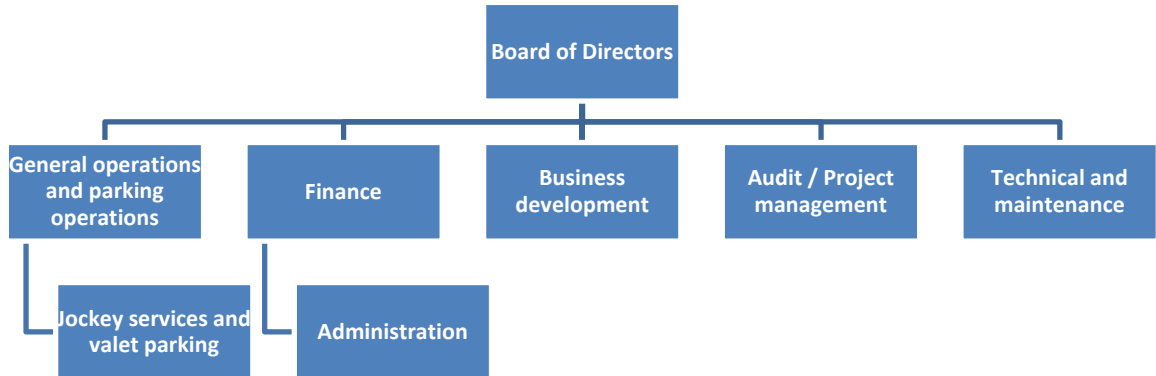 Board of Directors
General operations
and parking
operations
Finance
Business
development
Audit / Project
management
Technical and
maintenance
Jockey services and
valet parking
Administration